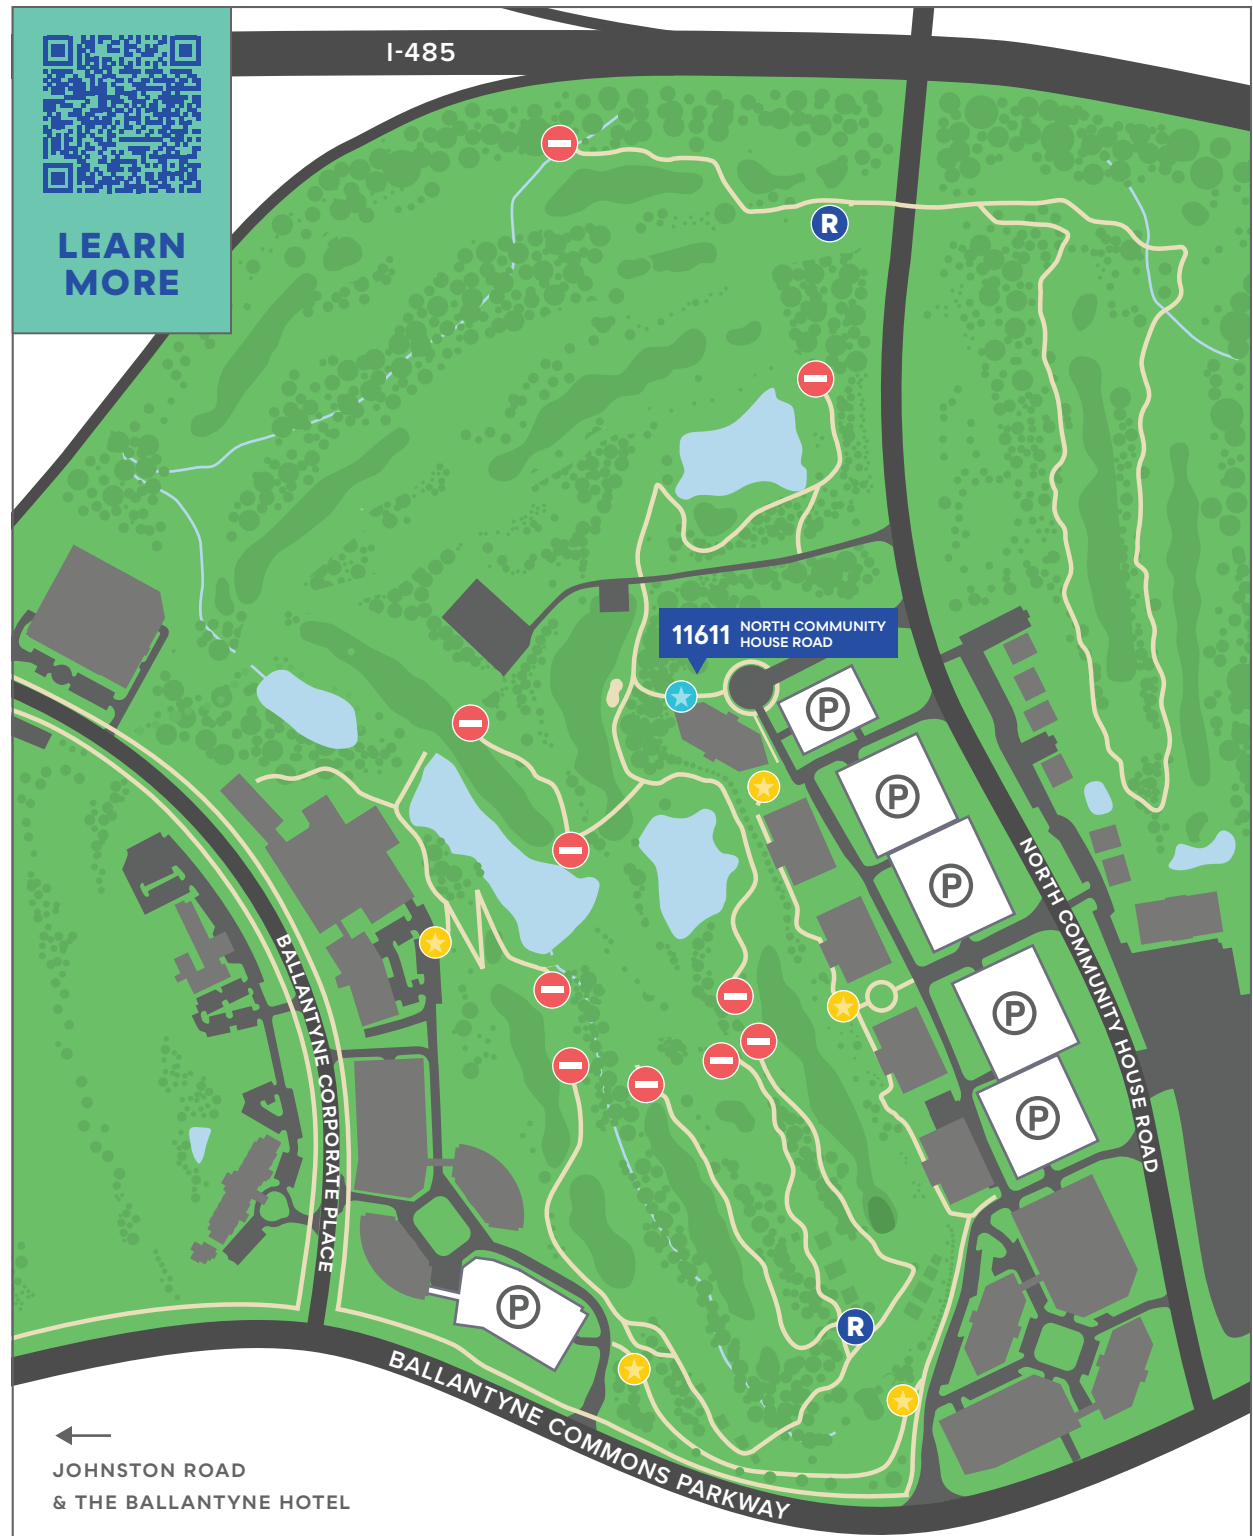 I-485
LEARN
MORE
R
11611 NORTH COMMUNITY
HOUSE ROAD
P
P
P
P
P
NORTH COMMUNITY HOUSE ROAD
BALLANTYNE CORPORATE PLACE
P
R
BALLANTYNE COMMONS PARKWAY
JOHNSTON ROAD
& THE BALLANTYNE HOTEL